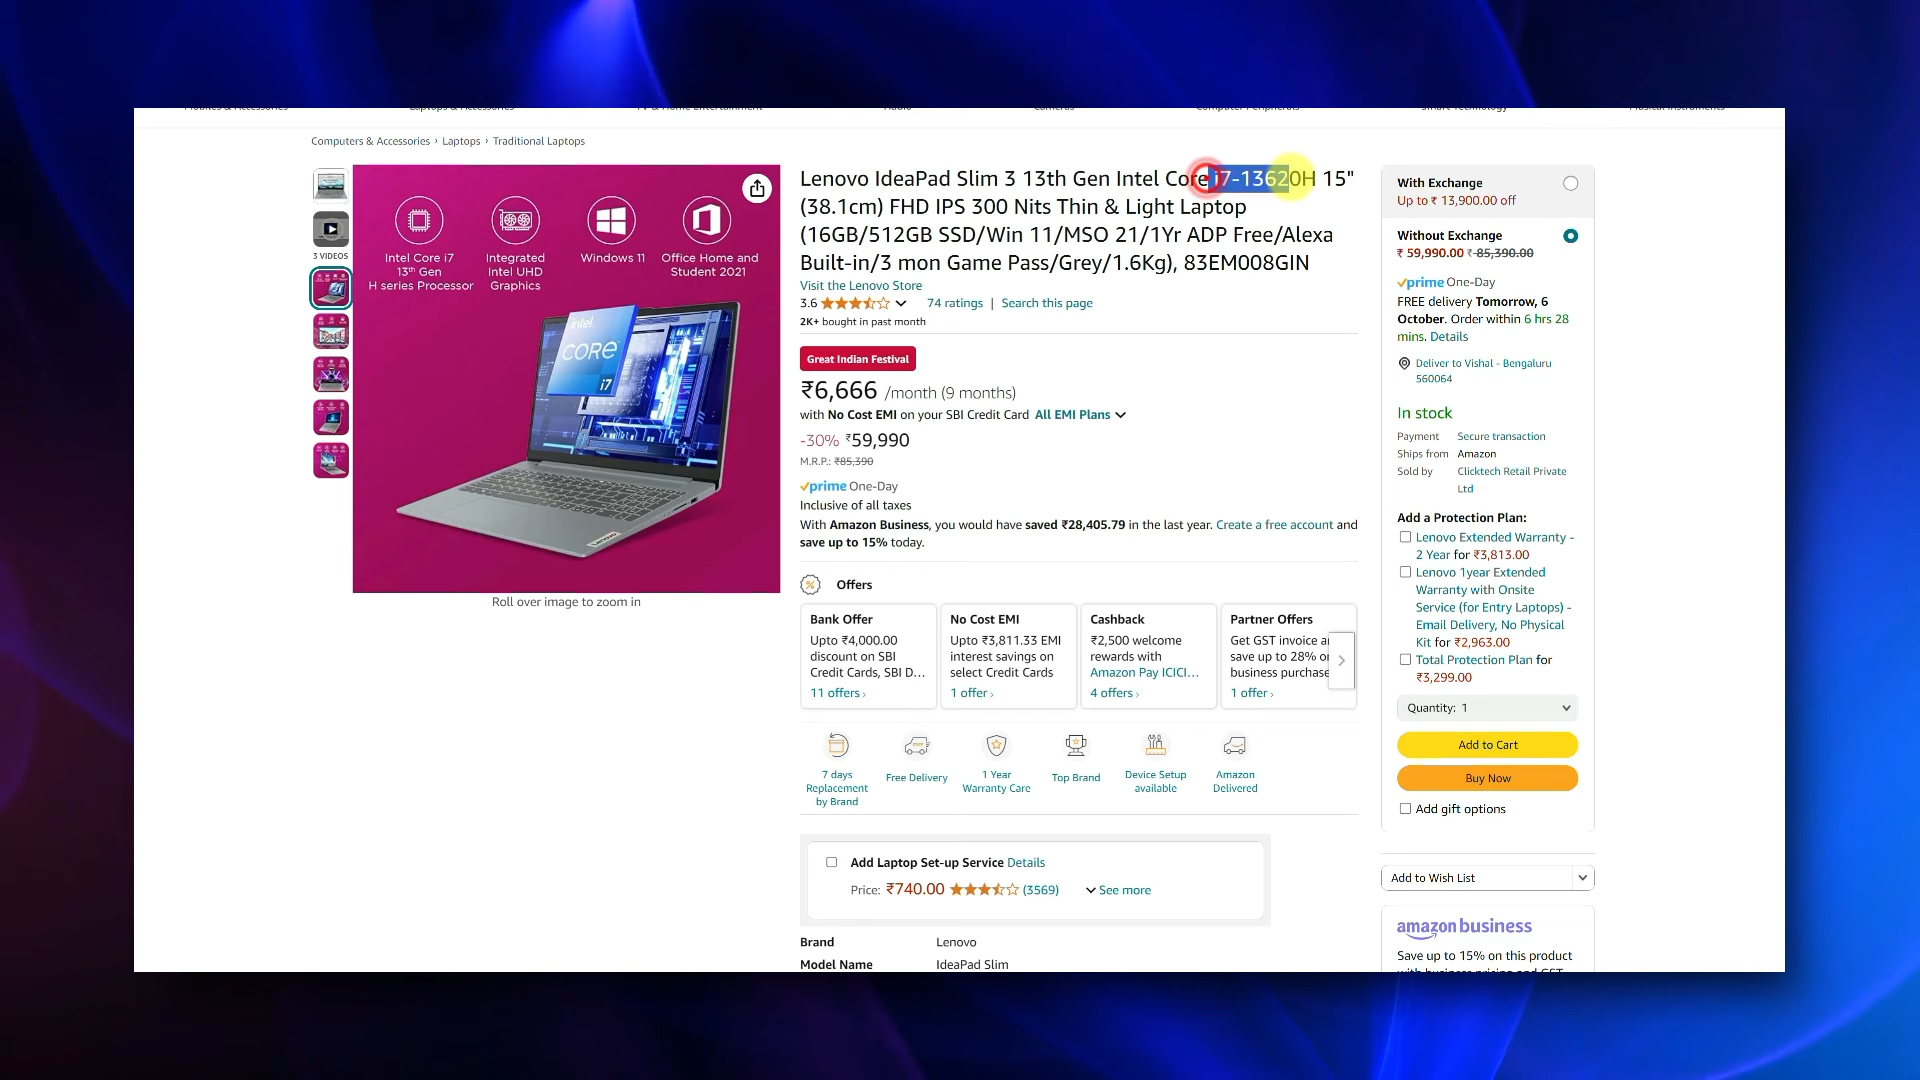 Computers & Accessories › Laptops › Traditional Laptops
3 VIDEOS
Intel Core i7
13th Gen
H series Processor
Integrated
Intel UHD
Graphics
Windows 11
Office Home and
Student 2021
intel
CORE
i7
Lenovo
Roll over image to zoom in
Lenovo IdeaPad Slim 3 13th Gen Intel Core i7-13620H 15"
(38.1cm) FHD IPS 300 Nits Thin & Light Laptop
(16GB/512GB SSD/Win 11/MSO 21/1Yr ADP Free/Alexa
Built-in/3 mon Game Pass/Grey/1.6Kg), 83EM008GIN
Visit the Lenovo Store
3.6 74 ratings | Search this page
2K+ bought in past month
Great Indian Festival
₹6,666 /month (9 months)
with No Cost EMI on your SBI Credit Card All EMI Plans
-30% ₹59,990
M.R.P.: ₹85,390
prime One-Day
Inclusive of all taxes
With Amazon Business, you would have saved ₹28,405.79 in the last year. Create a free account and
save up to 15% today.
Offers
Bank Offer
Upto ₹4,000.00
discount on SBI
Credit Cards, SBI D…
11 offers ›
No Cost EMI
Upto ₹3,811.33 EMI
interest savings on
select Credit Cards
1 offer ›
Cashback
₹2,500 welcome
rewards with
Amazon Pay ICICI…
4 offers ›
Partner Offers
Get GST invoice a
save up to 28% o
business purchase
1 offer ›
7 days
Replacement
by Brand
Free Delivery
1 Year
Warranty Care
Top Brand
Device Setup
available
Amazon
Delivered
Add Laptop Set-up Service Details
Price: ₹740.00 (3569) See more
Brand Lenovo
Model Name IdeaPad Slim
With Exchange
Up to ₹ 13,900.00 off
Without Exchange
₹ 59,990.00 ₹ 85,390.00
prime One-Day
FREE delivery Tomorrow, 6
October. Order within 6 hrs 28
mins. Details
Deliver to Vishal - Bengaluru
560064
In stock
Payment Secure transaction
Ships from Amazon
Sold by Clicktech Retail Private
Ltd
Add a Protection Plan:
Lenovo Extended Warranty -
2 Year for ₹3,813.00
Lenovo 1year Extended
Warranty with Onsite
Service (for Entry Laptops) -
Email Delivery, No Physical
Kit for ₹2,963.00
Total Protection Plan for
₹3,299.00
Quantity: 1
Add to Cart
Buy Now
Add gift options
Add to Wish List
amazon business
Save up to 15% on this product